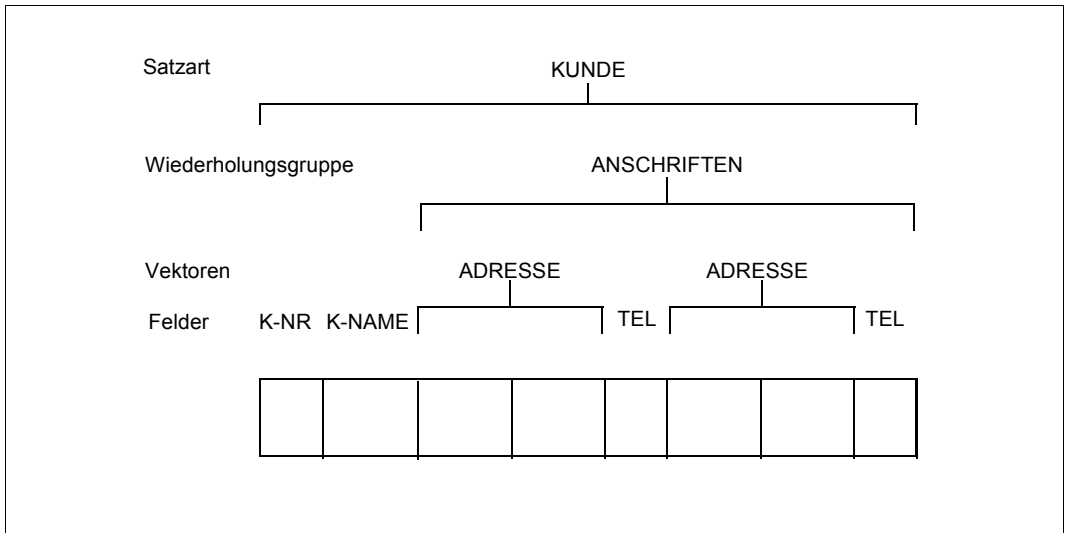 Satzart KUNDE
Wiederholungsgruppe ANSCHRIFTEN
Vektoren ADRESSE ADRESSE
Felder K-NR K-NAME TEL TEL